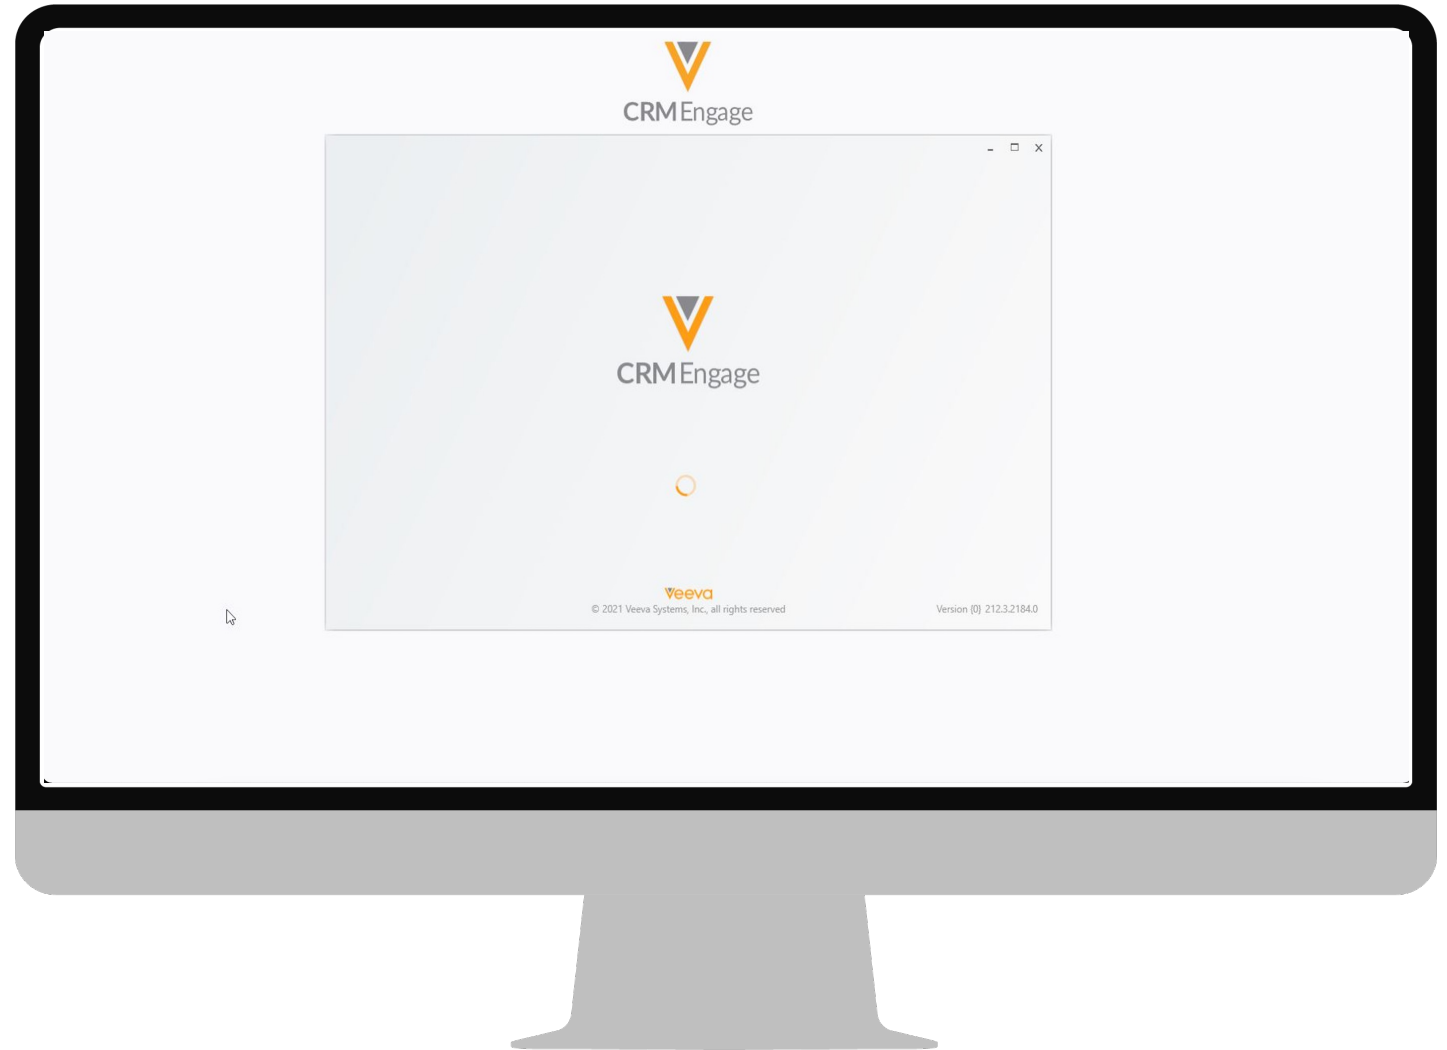 CRM Engage
CRM Engage
Veeva
© 2021 Veeva Systems, Inc., all rights reserved
Version {0} 212.3.2184.0